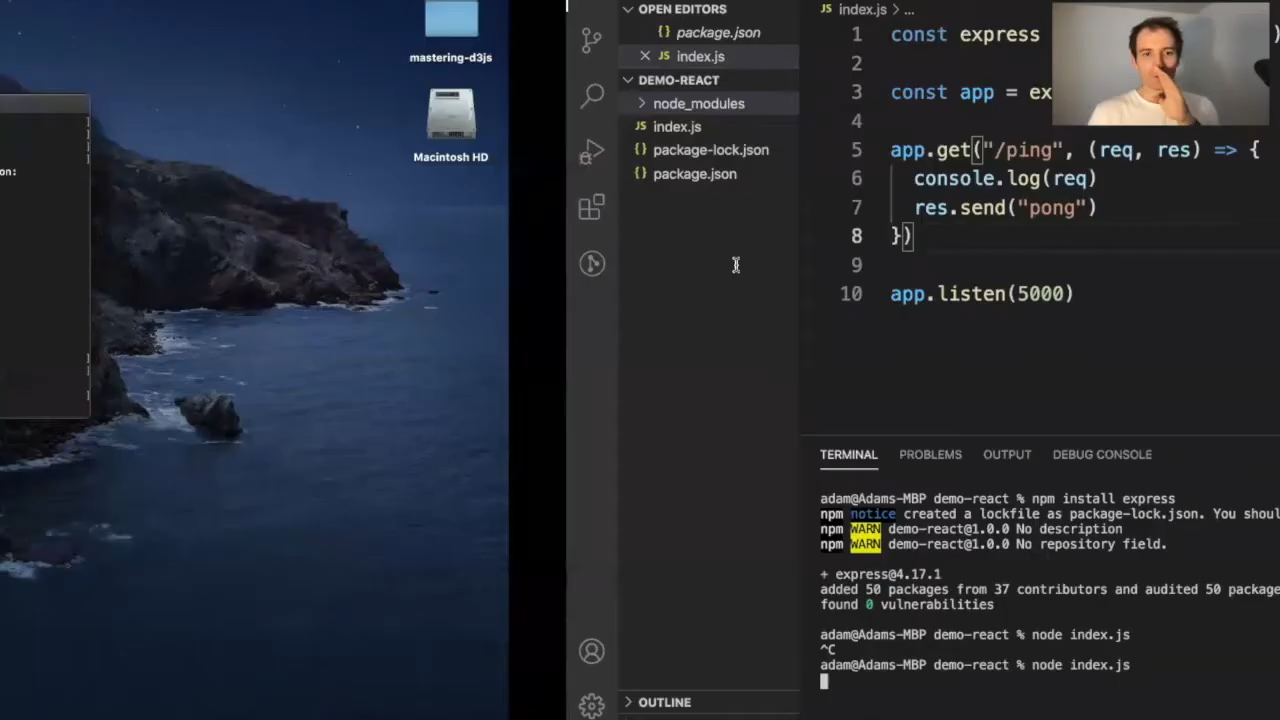 mastering-d3js
Macintosh HD
on:
OPEN EDITORS
{} package.json
JS index.js
DEMO-REACT
node_modules
JS index.js
{} package-lock.json
{} package.json
OUTLINE
JS index.js > ...
1 const express
2
3 const app = ex
4
5 app.get("/ping", (req, res) => {
6 console.log(req)
7 res.send("pong")
8 })
9
10 app.listen(5000)
)
TERMINAL PROBLEMS OUTPUT DEBUG CONSOLE
adam@Adams-MBP demo-react % npm install express
npm notice created a lockfile as package-lock.json. You shou
npm WARN demo-react@1.0.0 No description
npm WARN demo-react@1.0.0 No repository field.
+ express@4.17.1
added 50 packages from 37 contributors and audited 50 package
found 0 vulnerabilities
adam@Adams-MBP demo-react % node index.js
^C
adam@Adams-MBP demo-react % node index.js